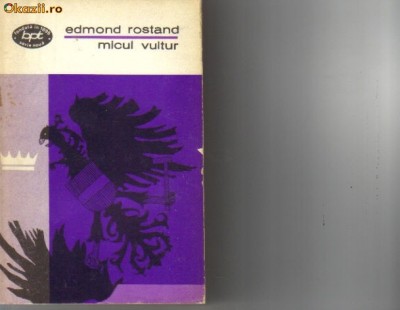 Okazii.ro
bpt
edmond rostand
micul vultur